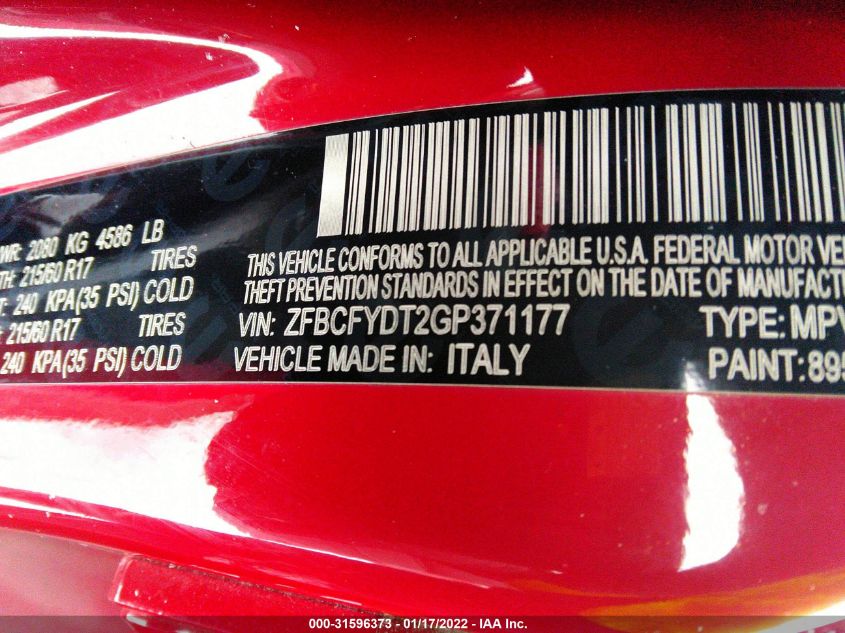 WR: 2080 KG 4586 LB
TH: 215/60 R17 TIRES
T: 240 KPA(35 PSI) COLD
: 215/60 R17 TIRES
240 KPA(35 PSI) COLD
THIS VEHICLE CONFORMS TO ALL APPLICABLE U.S.A. FEDERAL MOTOR VEH
THEFT PREVENTION STANDARDS IN EFFECT ON THE DATE OF MANUFACTU
VIN: ZFBCFYDT2GP371177 TYPE: MPV
VEHICLE MADE IN: ITALY PAINT: 895
000-31596373 - 01/17/2022 - IAA Inc.